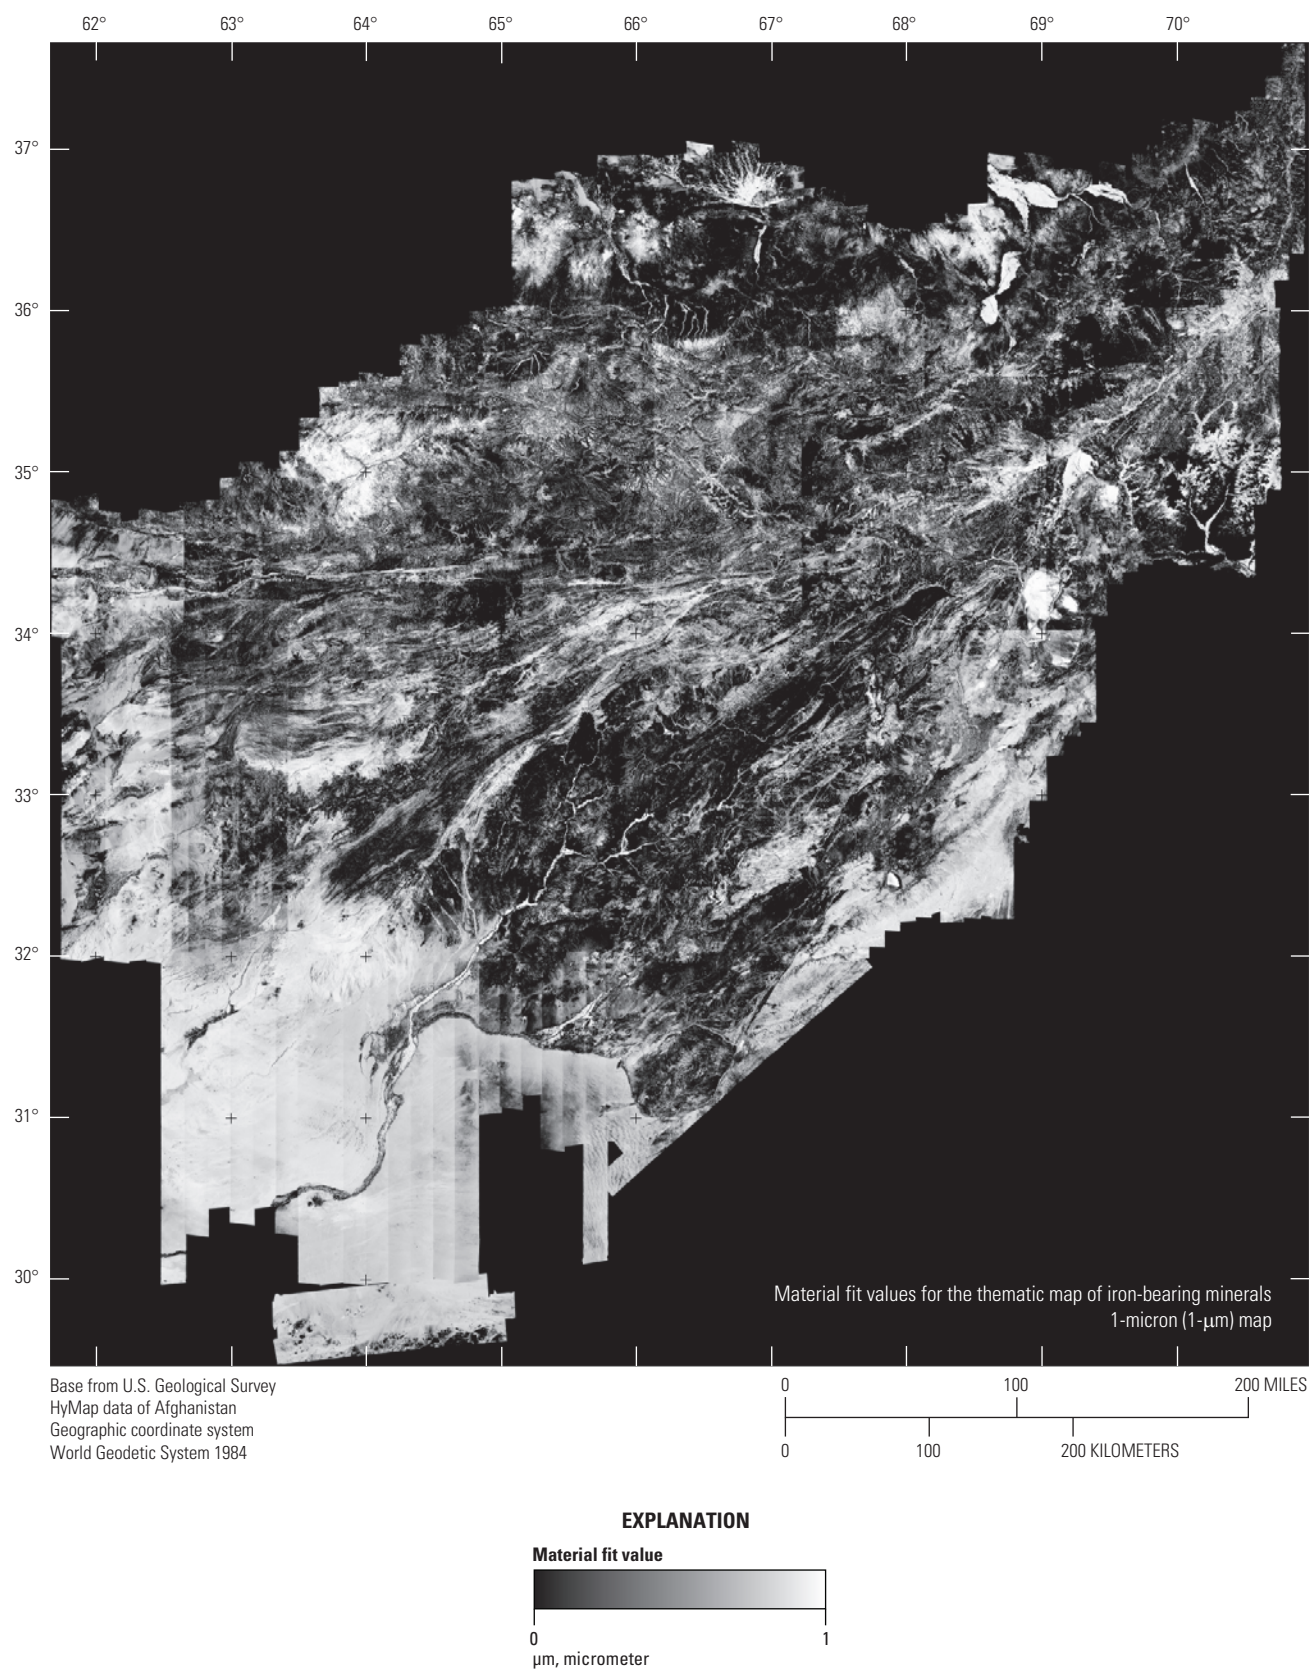 62° 63° 64° 65° 66° 67° 68° 69° 70°
37°
36°
35°
34°
33°
32°
31°
30°
Material fit values for the thematic map of iron-bearing minerals
1-micron (1-µm) map
Base from U.S. Geological Survey
HyMap data of Afghanistan
Geographic coordinate system
World Geodetic System 1984
0 100 200 MILES
0 100 200 KILOMETERS
EXPLANATION
Material fit value
0 1
µm, micrometer